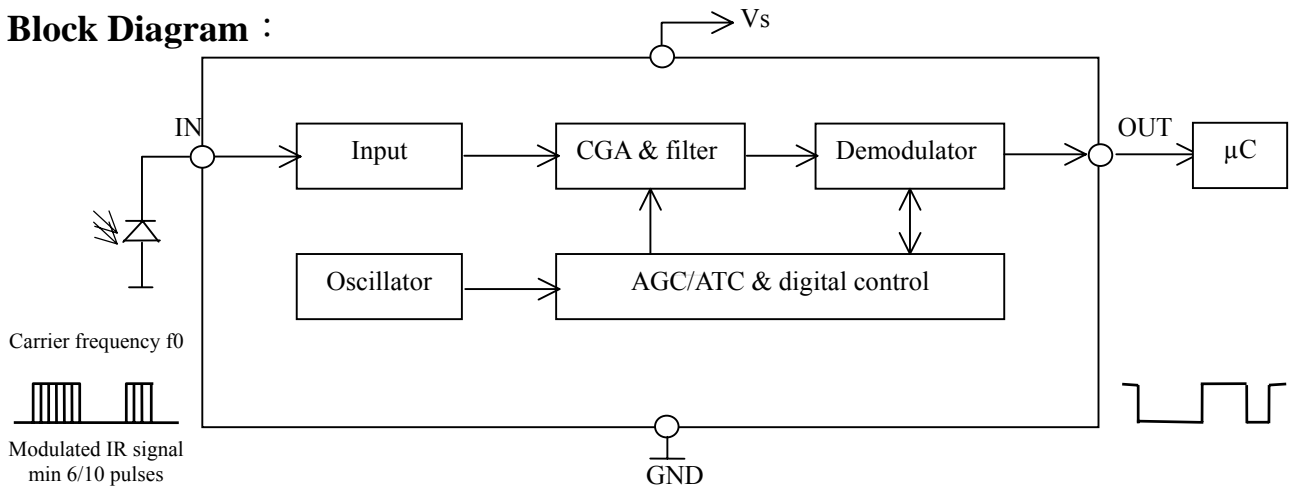 Block Diagram：
Vs
IN
OUT
Input
CGA & filter
Demodulator
µC
Oscillator
AGC/ATC & digital control
Carrier frequency f0
Modulated IR signal
min 6/10 pulses
GND